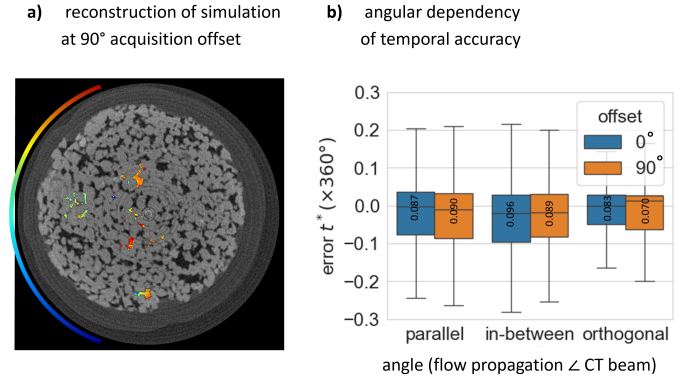 a) reconstruction of simulation
at 90° acquisition offset
b) angular dependency
of temporal accuracy
0.3
0.2
0.1
0.0
−0.1
−0.2
−0.3
error t* (×360°)
offset
0°
90°
0.087
0.090
0.096
0.089
0.083
0.070
parallel
in-between
orthogonal
angle (flow propagation ∠ CT beam)